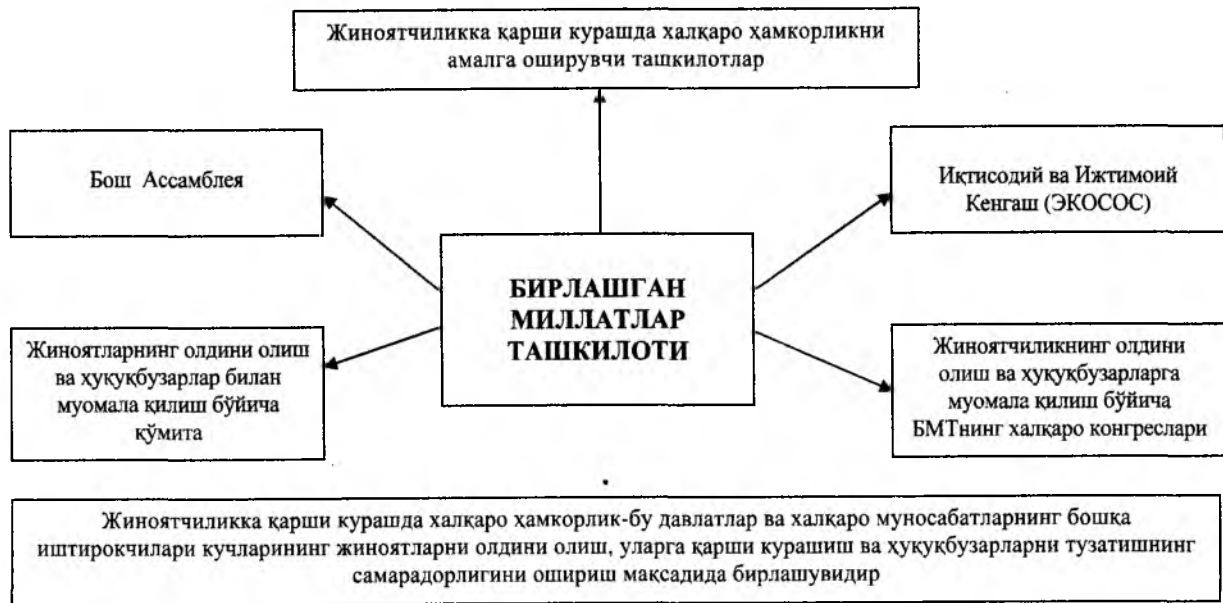 Жиноятчиликка қарши курашда халқаро ҳамкорликни
амалга оширувчи ташкилотлар
Бош Ассамблея
Иқтисодий ва Ижтимоий
Кенгаш (ЭКОСОС)
БИРЛАШГАН
МИЛЛАТЛАР
ТАШКИЛОТИ
Жиноятларнинг олдини олиш
ва ҳуқуқбузарлар билан
муомала қилиш бўйича
қўмита
Жиноятчиликнинг олдини
олиш ва ҳуқуқбузарларга
муомала қилиш бўйича
БМТнинг халқаро конгреслари
Жиноятчиликка қарши курашда халқаро ҳамкорлик-бу давлатлар ва халқаро муносабатларнинг бошқа
иштирокчилари кучларининг жиноятларни олдини олиш, уларга қарши курашиш ва ҳуқуқбузарларни тузатишнинг
самарадорлигини ошириш мақсадида бирлашувидир